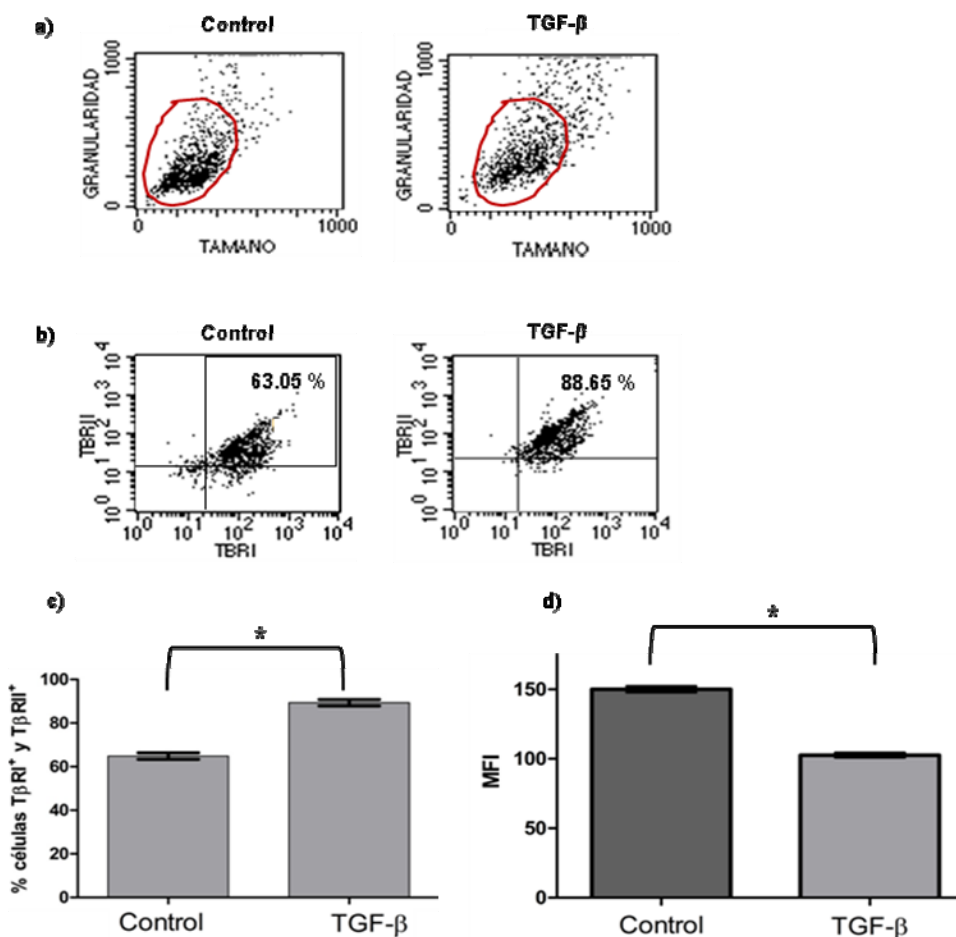 a)
Control
TGF-β
GRANULARIDAD
1000
0
0
1000
TAMANO
GRANULARIDAD
1000
0
0
1000
TAMANO
b)
Control
TGF-β
TBRII
10⁴
10³
10²
10¹
10⁰
63.05 %
10⁰ 10¹ 10² 10³ 10⁴
TBRI
TBRII
10⁴
10³
10²
10¹
10⁰
88.65 %
10⁰ 10¹ 10² 10³ 10⁴
TBRI
c)
*
% células TβRI⁺ y TβRII⁺
100
80
60
40
20
0
Control
TGF-β
d)
*
MFI
150
100
50
0
Control
TGF-β